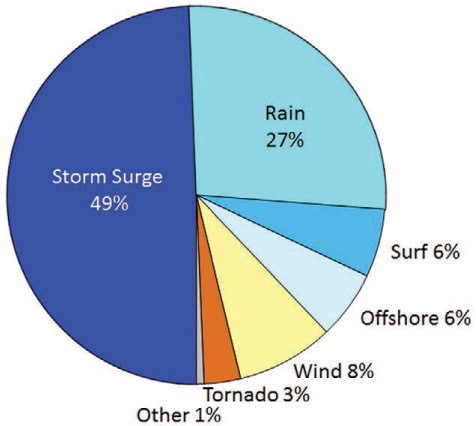 Rain
27%
Storm Surge
49%
Surf 6%
Offshore 6%
Wind 8%
Tornado 3%
Other 1%